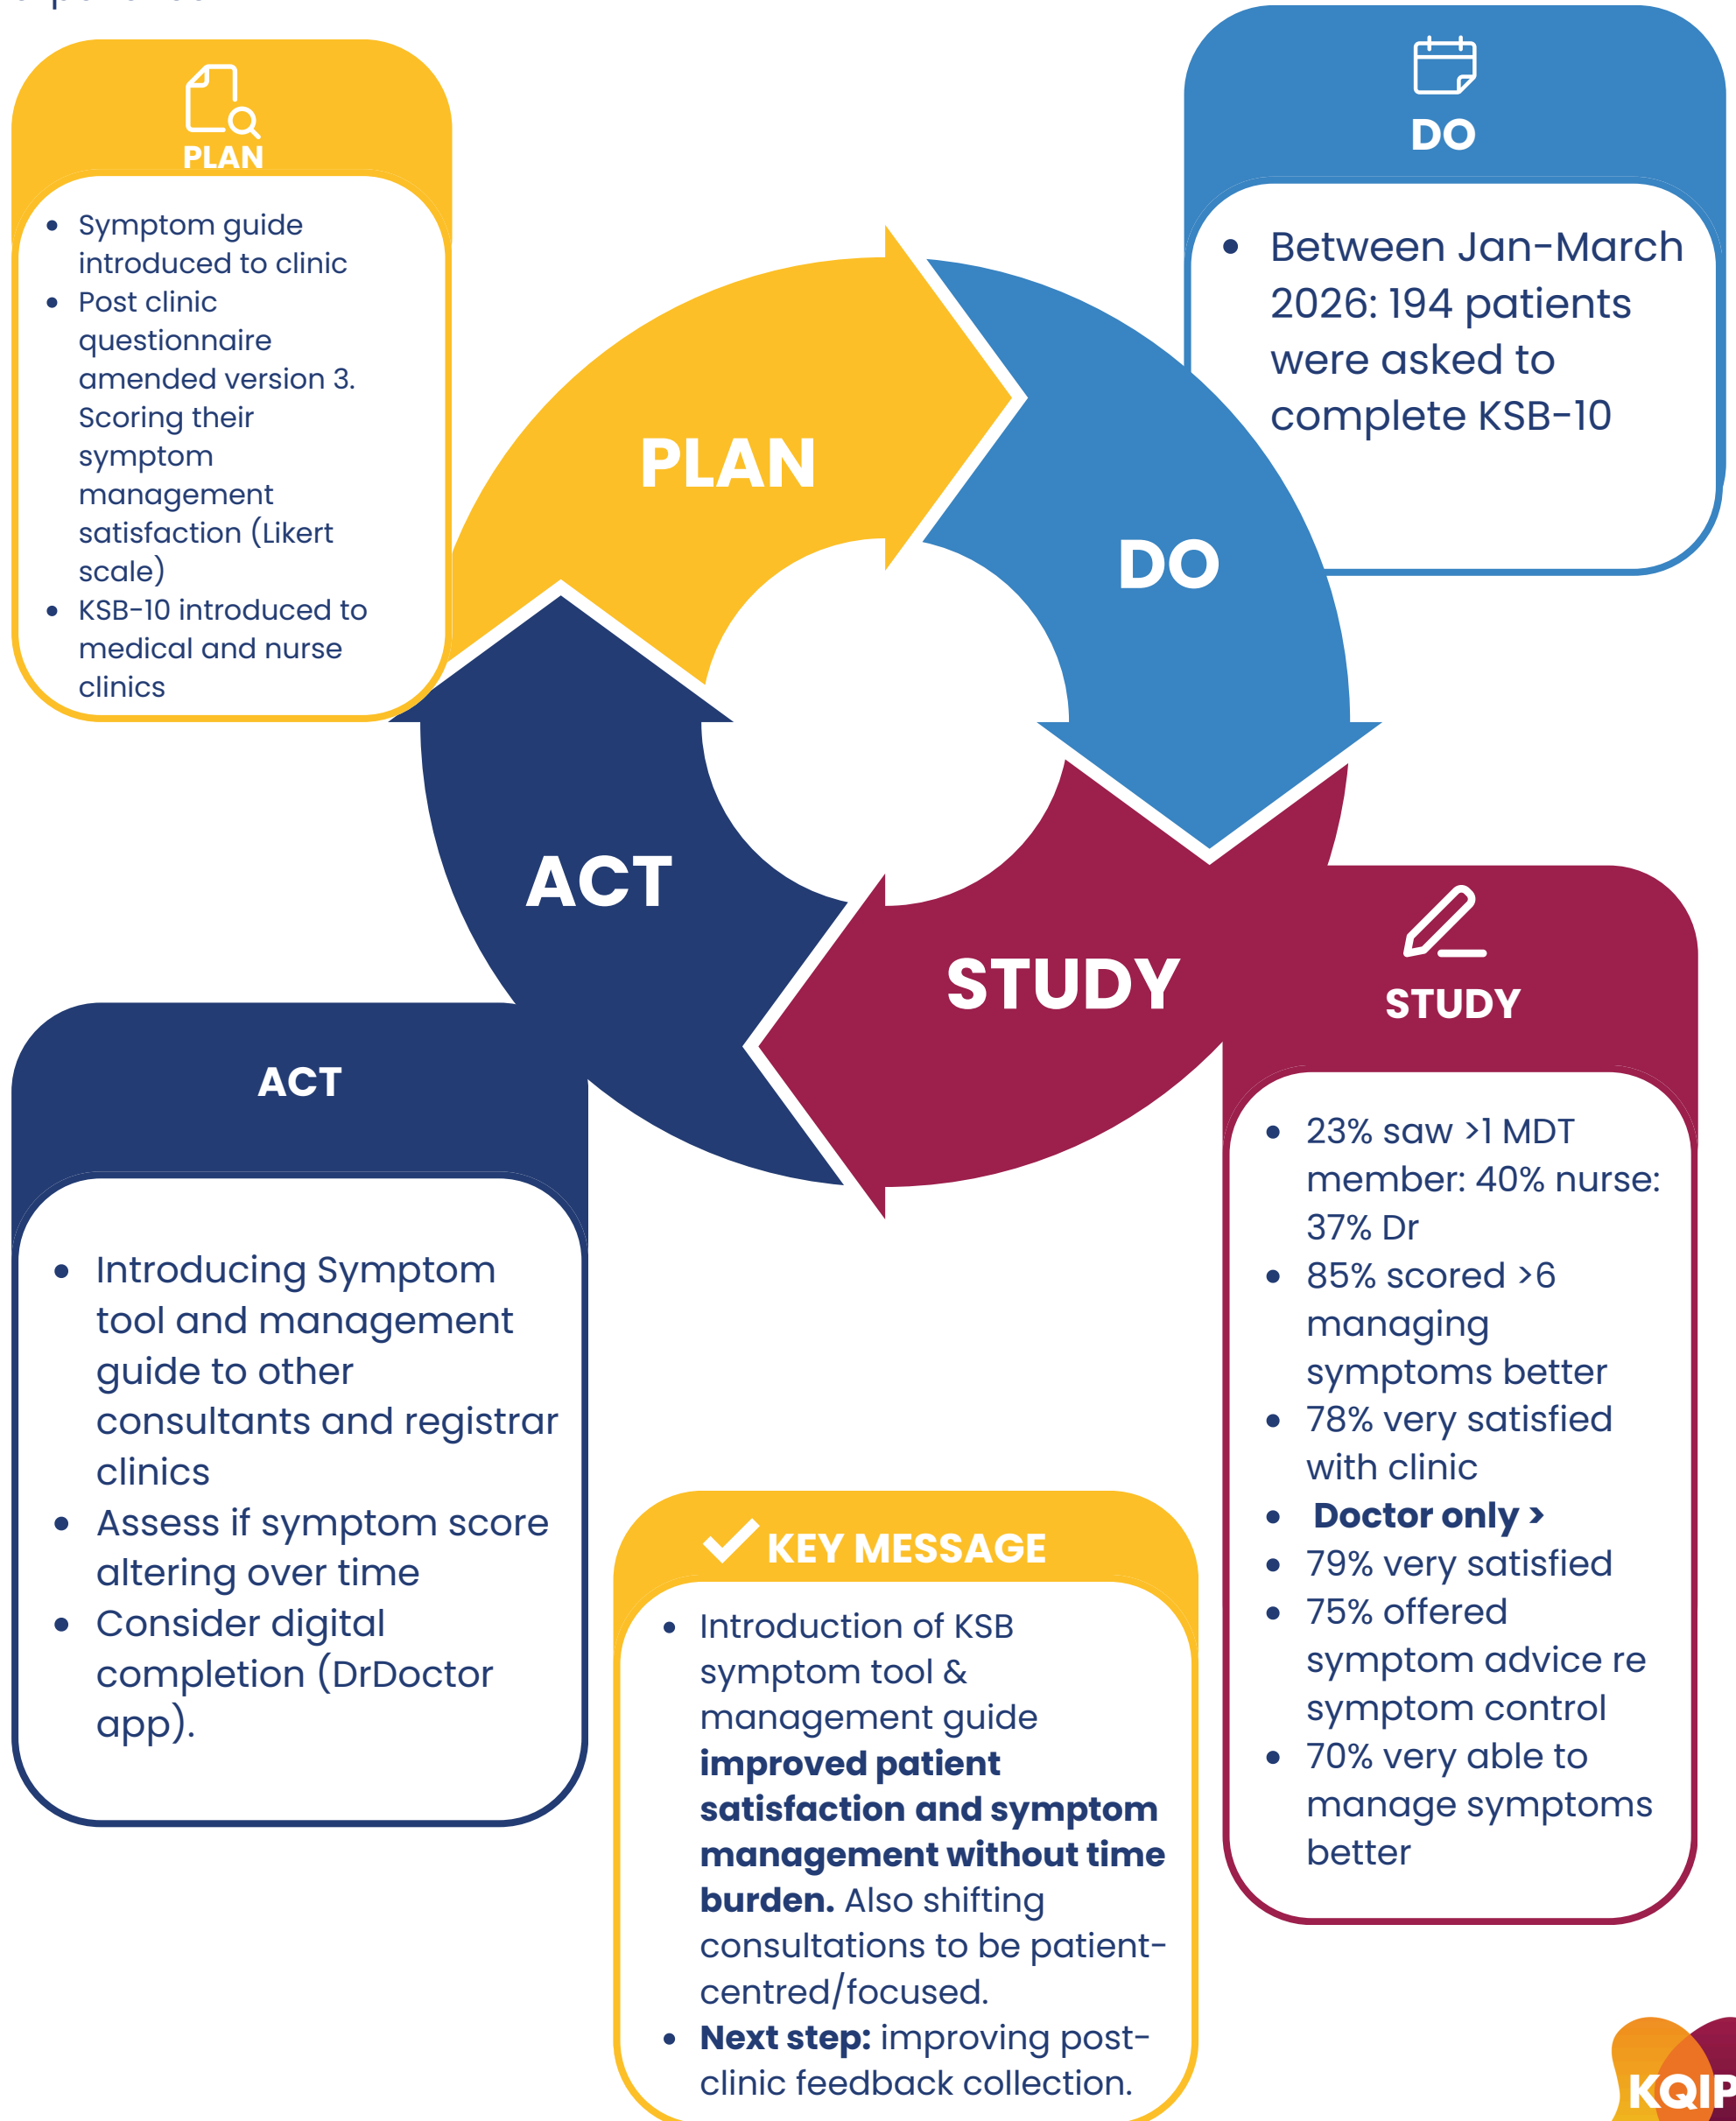 PLAN
• Symptom guide
introduced to clinic
• Post clinic
questionnaire
amended version 3.
Scoring their
symptom
management
satisfaction (Likert
scale)
• KSB-10 introduced to
medical and nurse
clinics
DO
• Between Jan-March
2026: 194 patients
were asked to
complete KSB-10
PLAN
DO
ACT
STUDY
STUDY
• 23% saw >1 MDT
member: 40% nurse:
37% Dr
• 85% scored >6
managing
symptoms better
• 78% very satisfied
with clinic
• Doctor only >
• 79% very satisfied
• 75% offered
symptom advice re
symptom control
• 70% very able to
manage symptoms
better
ACT
• Introducing Symptom
tool and management
guide to other
consultants and registrar
clinics
• Assess if symptom score
altering over time
• Consider digital
completion (DrDoctor
app).
KEY MESSAGE
• Introduction of KSB
symptom tool &
management guide
improved patient
satisfaction and symptom
management without time
burden. Also shifting
consultations to be patient-
centred/focused.
• Next step: improving post-
clinic feedback collection.
KQIP